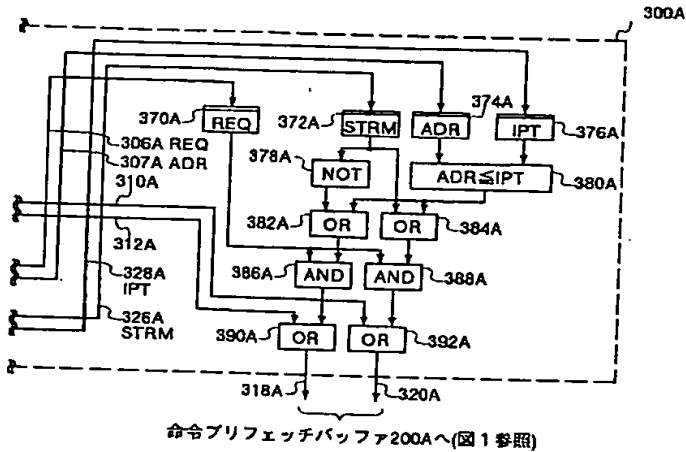 300A
370A
REQ
372A
STRM
ADR
374A
IPT
376A
306A REQ
307A ADR
310A
378A
NOT
ADR≦IPT
380A
382A
OR
OR
384A
312A
328A
IPT
386A
AND
AND
388A
326A
STRM
390A
OR
OR
392A
318A
320A
命令プリフェッチバッファ200Aへ(図1参照)